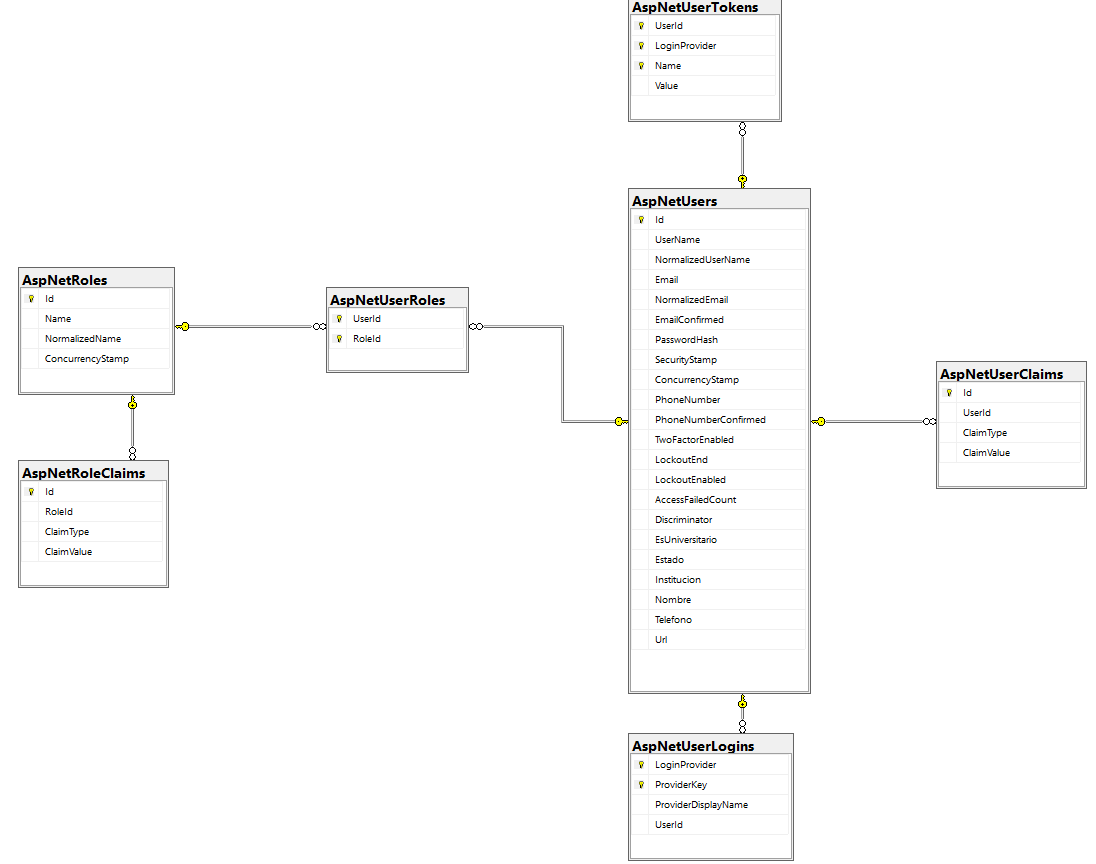 AspNetUserTokens
UserId
LoginProvider
Name
Value
AspNetUsers
Id
UserName
NormalizedUserName
Email
NormalizedEmail
EmailConfirmed
PasswordHash
SecurityStamp
ConcurrencyStamp
PhoneNumber
PhoneNumberConfirmed
TwoFactorEnabled
LockoutEnd
LockoutEnabled
AccessFailedCount
Discriminator
EsUniversitario
Estado
Institucion
Nombre
Telefono
Url
AspNetRoles
Id
Name
NormalizedName
ConcurrencyStamp
AspNetUserRoles
UserId
RoleId
AspNetUserClaims
Id
UserId
ClaimType
ClaimValue
AspNetRoleClaims
Id
RoleId
ClaimType
ClaimValue
AspNetUserLogins
LoginProvider
ProviderKey
ProviderDisplayName
UserId